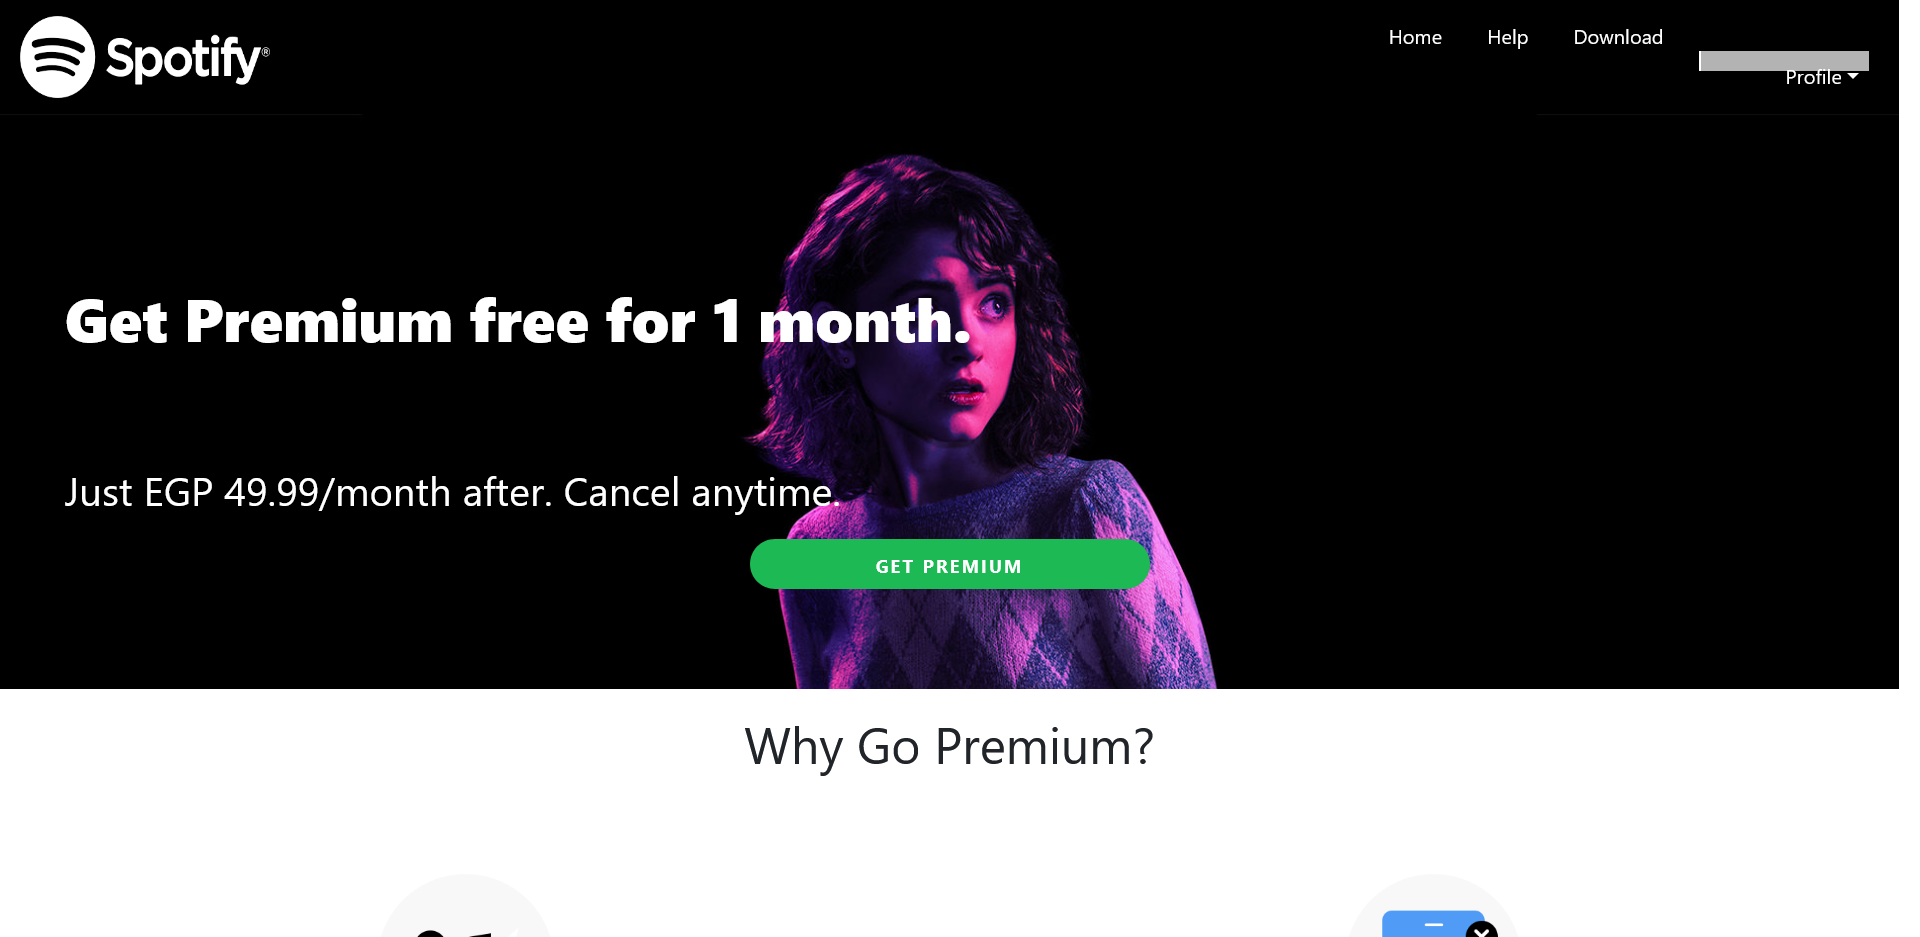 Spotify®
Home Help Download
Profile
Get Premium free for 1 month.
Just EGP 49.99/month after. Cancel anytime.
GET PREMIUM
Why Go Premium?